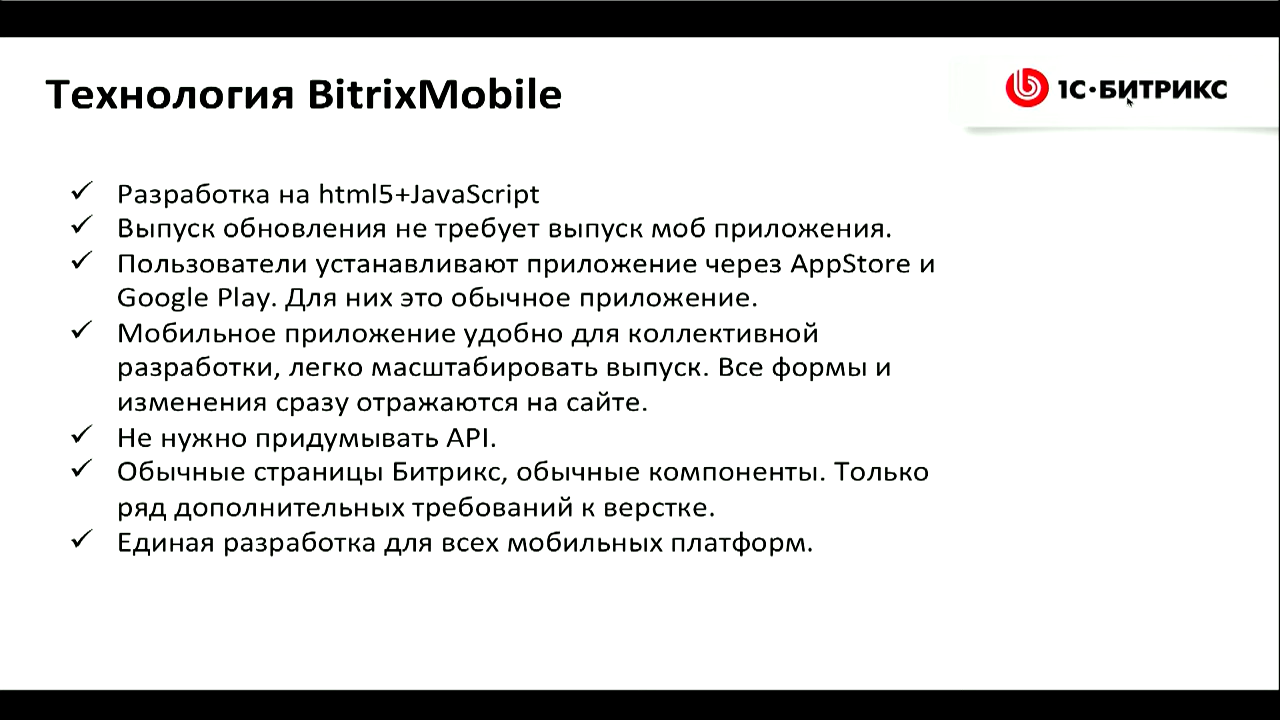 Технология BitrixMobile
1С·БИТРИКС
Разработка на html5+JavaScript
Выпуск обновления не требует выпуск моб приложения.
Пользователи устанавливают приложение через AppStore и
Google Play. Для них это обычное приложение.
Мобильное приложение удобно для коллективной
разработки, легко масштабировать выпуск. Все формы и
изменения сразу отражаются на сайте.
Не нужно придумывать API.
Обычные страницы Битрикс, обычные компоненты. Только
ряд дополнительных требований к верстке.
Единая разработка для всех мобильных платформ.